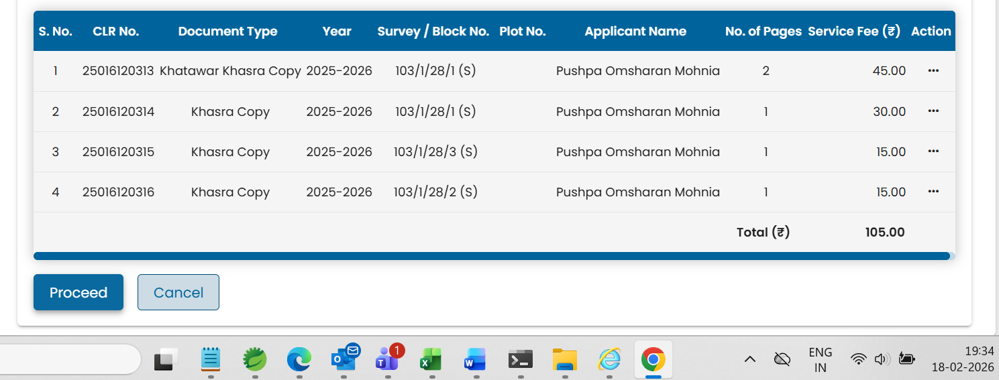 S. No. CLR No. Document Type Year Survey / Block No. Plot No. Applicant Name No. of Pages Service Fee (₹) Action
1 25016120313 Khatawar Khasra Copy 2025-2026 103/1/28/1 (S) Pushpa Omsharan Mohnia 2 45.00 •••
2 25016120314 Khasra Copy 2025-2026 103/1/28/1 (S) Pushpa Omsharan Mohnia 1 30.00 •••
3 25016120315 Khasra Copy 2025-2026 103/1/28/3 (S) Pushpa Omsharan Mohnia 1 15.00 •••
4 25016120316 Khasra Copy 2025-2026 103/1/28/2 (S) Pushpa Omsharan Mohnia 1 15.00 •••
Total (₹) 105.00
Proceed Cancel
O T 1 X W
ENG
IN
19:34
18-02-2026